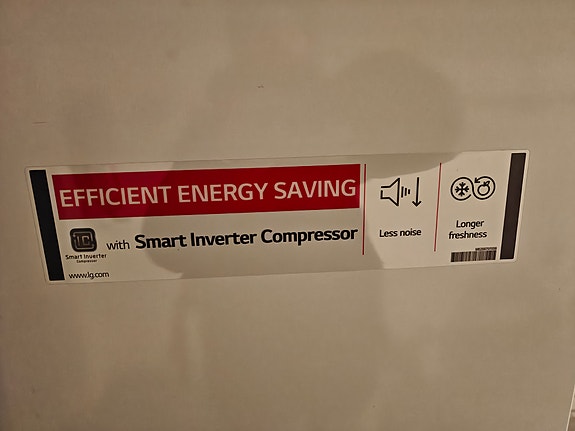 EFFICIENT ENERGY SAVING
with Smart Inverter Compressor
Smart Inverter
Compressor
www.lg.com
Less noise
Longer
freshness